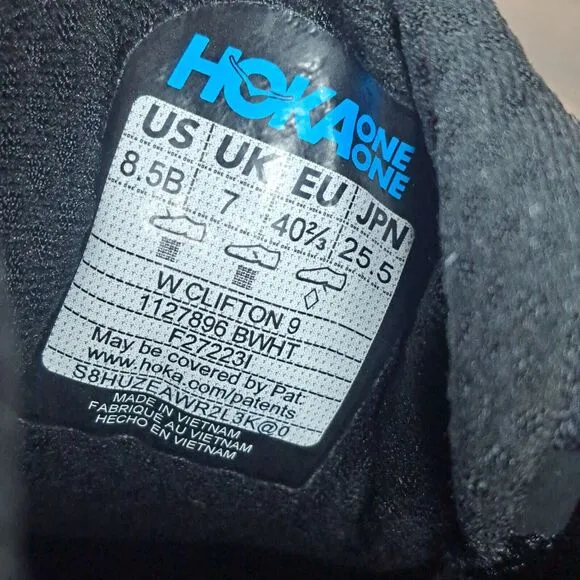 HOKA ONE ONE
US UK EU JPN
8.5B 7 40⅔ 25.5
W CLIFTON 9
1127896 BWHT
F27223I
May be covered by Pat:
www.hoka.com/patents
S8HUZEAWR2L3K@0
MADE IN VIETNAM
FABRIQUÉ AU VIETNAM
HECHO EN VIETNAM